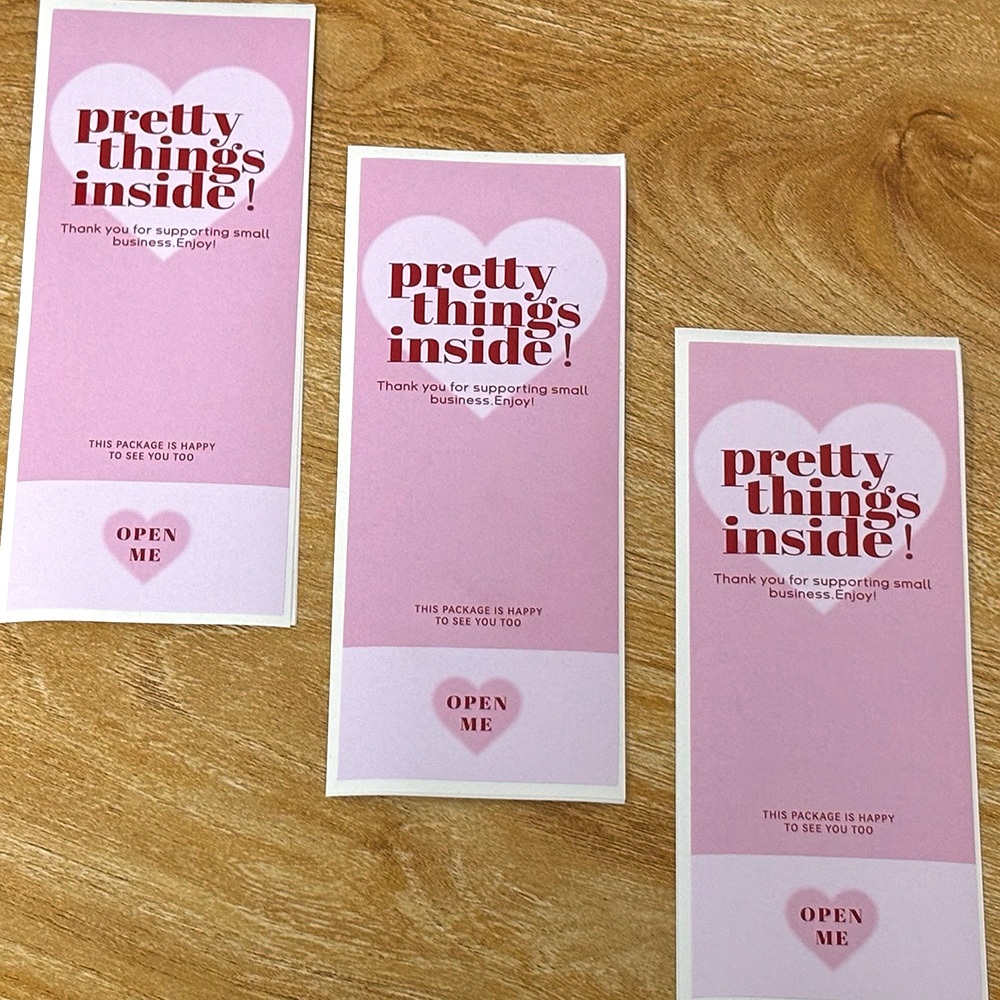 pretty
things
inside!
Thank you for supporting small
business.Enjoy!
THIS PACKAGE IS HAPPY
TO SEE YOU TOO
OPEN
ME
pretty
things
inside!
Thank you for supporting small
business.Enjoy!
THIS PACKAGE IS HAPPY
TO SEE YOU TOO
OPEN
ME
pretty
things
inside!
Thank you for supporting small
business.Enjoy!
THIS PACKAGE IS HAPPY
TO SEE YOU TOO
OPEN
ME